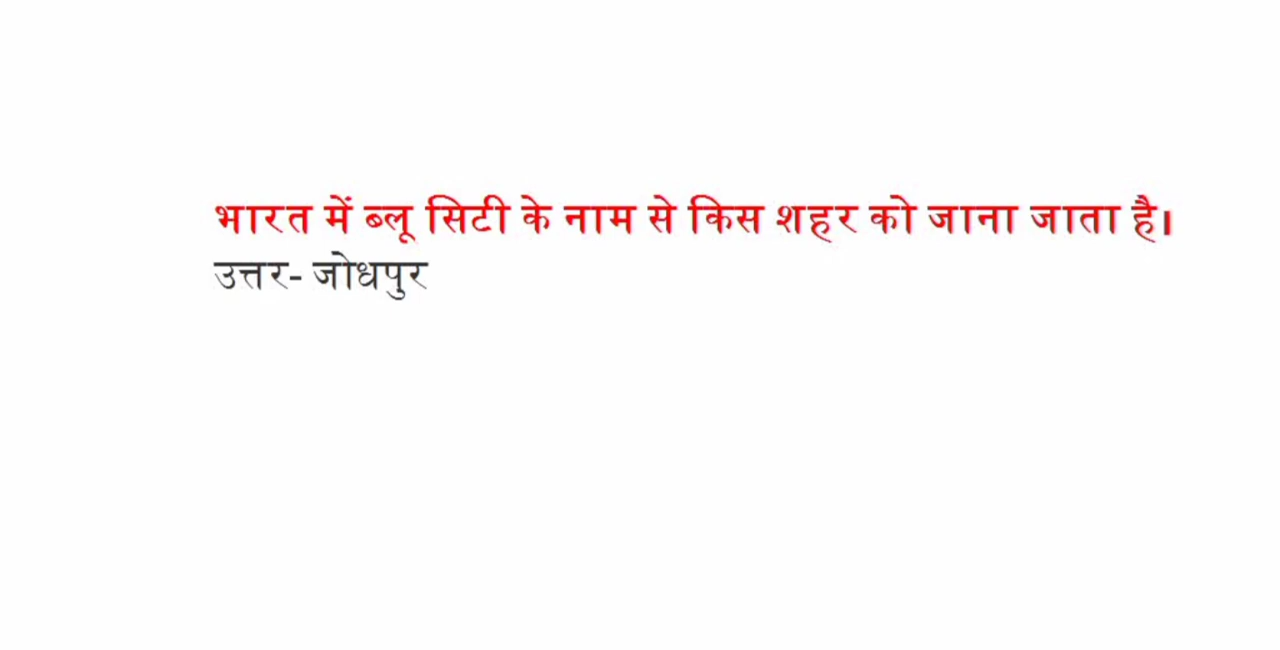 भारत में ब्लू सिटी के नाम से किस शहर को जाना जाता है।
उत्तर- जोधपुर